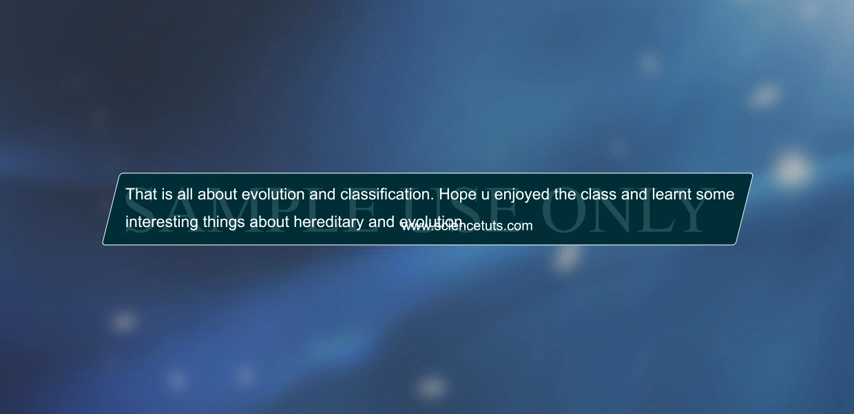 That is all about evolution and classification. Hope u enjoyed the class and learnt some
interesting things about hereditary and evolution.
www.sciencetuts.com
SAMPLE USE ONLY